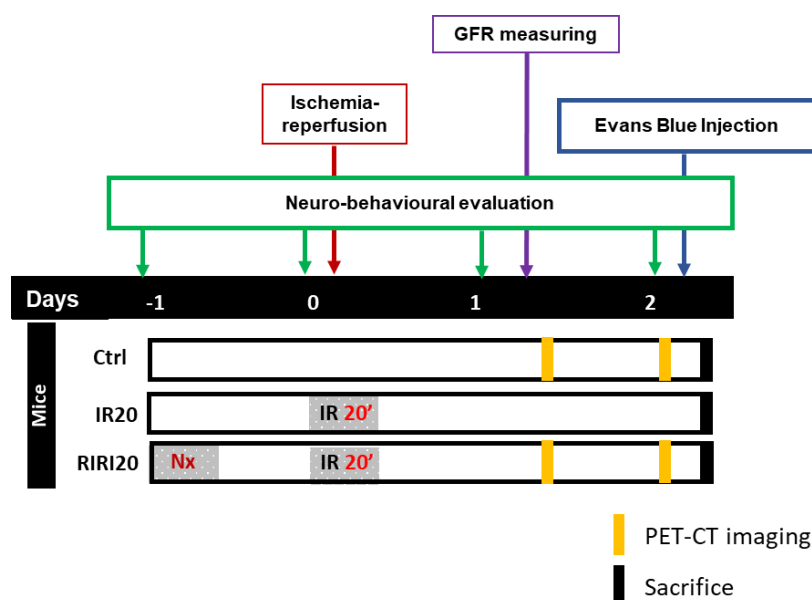 GFR measuring
Ischemia-
reperfusion
Evans Blue Injection
Neuro-behavioural evaluation
Days -1 0 1 2
Mice
Ctrl
IR20 IR 20’
RIRI20 Nx IR 20’
PET-CT imaging
Sacrifice